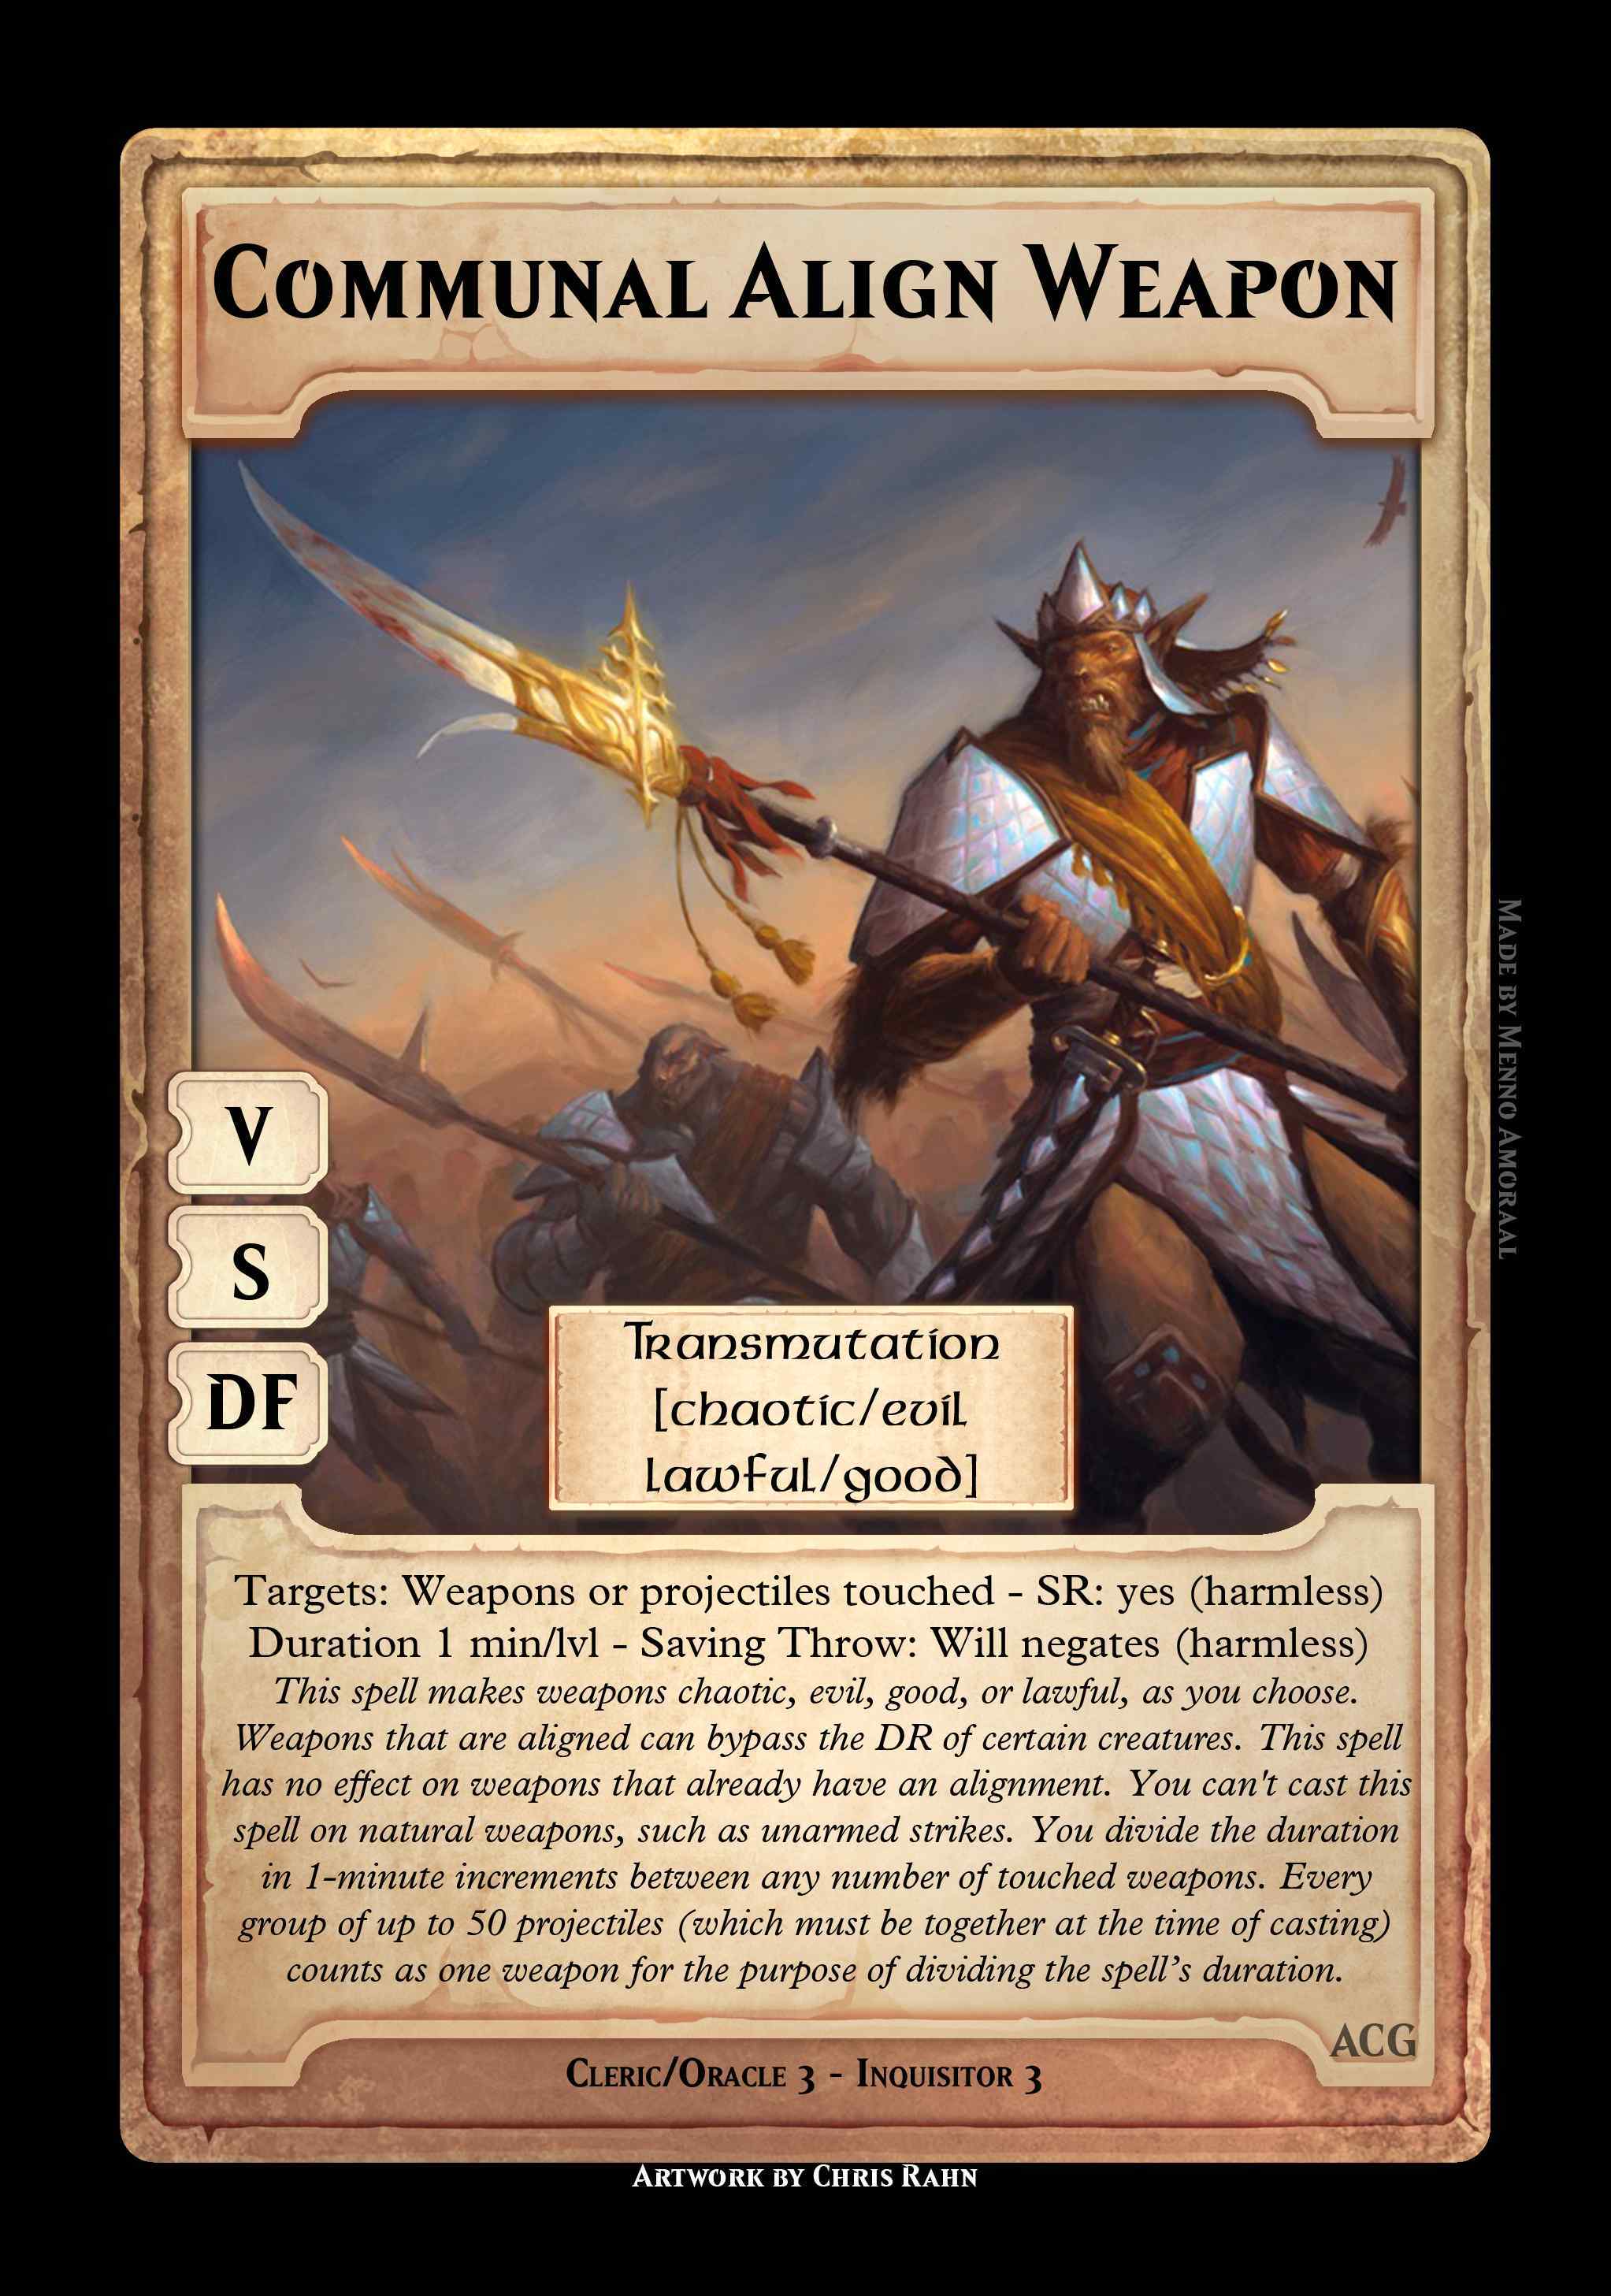 Communal Align Weapon
V
S
DF
Transmutation
[chaotic/evil
lawful/good]
Targets: Weapons or projectiles touched - SR: yes (harmless)
Duration 1 min/lvl - Saving Throw: Will negates (harmless)
This spell makes weapons chaotic, evil, good, or lawful, as you choose.
Weapons that are aligned can bypass the DR of certain creatures. This spell
has no effect on weapons that already have an alignment. You can't cast this
spell on natural weapons, such as unarmed strikes. You divide the duration
in 1-minute increments between any number of touched weapons. Every
group of up to 50 projectiles (which must be together at the time of casting)
counts as one weapon for the purpose of dividing the spell’s duration.
ACG
Cleric/Oracle 3 - Inquisitor 3
Artwork by Chris Rahn
Made by Menno Amoraal